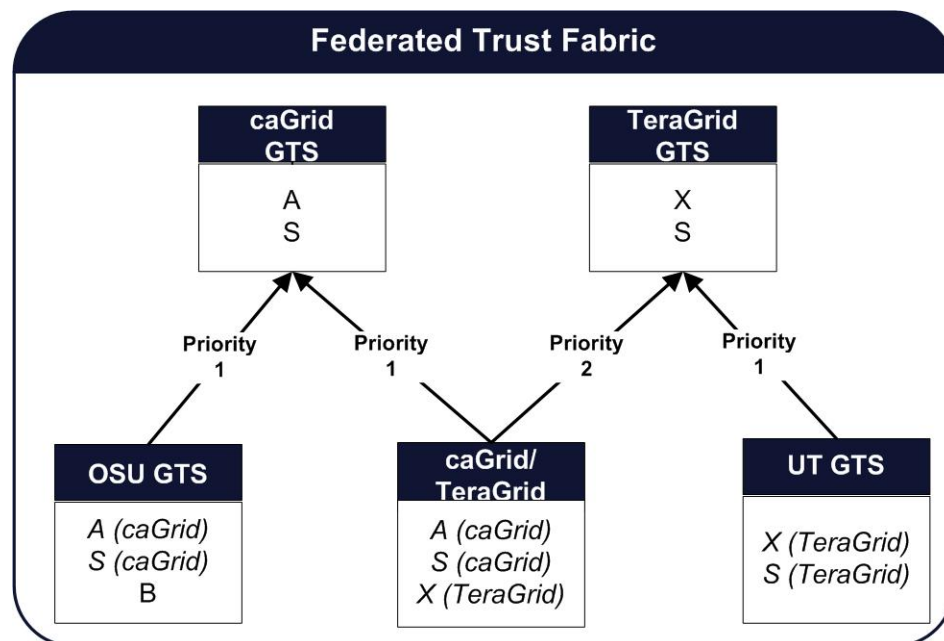 Federated Trust Fabric
caGrid
GTS
TeraGrid
GTS
A
S
X
S
Priority
1
Priority
1
Priority
2
Priority
1
OSU GTS
caGrid/
TeraGrid
UT GTS
A (caGrid)
S (caGrid)
B
A (caGrid)
S (caGrid)
X (TeraGrid)
X (TeraGrid)
S (TeraGrid)